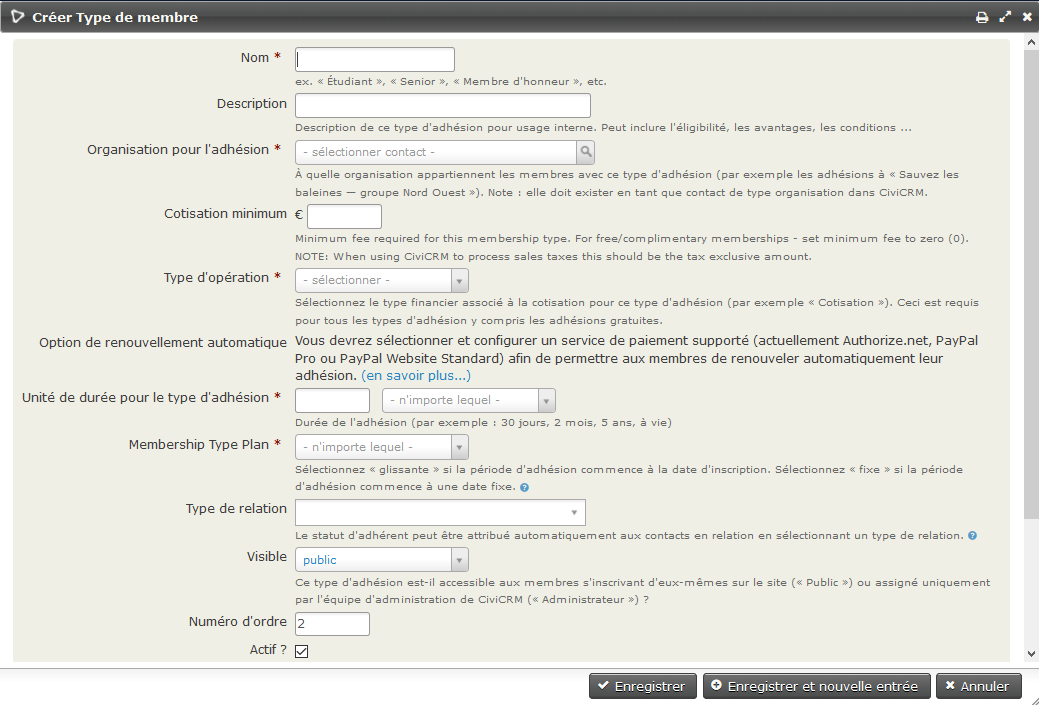 Créer Type de membre
Nom *
ex. « Étudiant », « Senior », « Membre d'honneur », etc.
Description
Description de ce type d'adhésion pour usage interne. Peut inclure l'éligibilité, les avantages, les conditions ...
Organisation pour l'adhésion * - sélectionner contact -
À quelle organisation appartiennent les membres avec ce type d'adhésion (par exemple les adhésions à « Sauvez les
baleines — groupe Nord Ouest »). Note : elle doit exister en tant que contact de type organisation dans CiviCRM.
Cotisation minimum €
Minimum fee required for this membership type. For free/complimentary memberships - set minimum fee to zero (0).
NOTE: When using CiviCRM to process sales taxes this should be the tax exclusive amount.
Type d'opération * - sélectionner -
Sélectionnez le type financier associé à la cotisation pour ce type d'adhésion (par exemple « Cotisation »). Ceci est requis
pour tous les types d'adhésion y compris les adhésions gratuites.
Option de renouvellement automatique Vous devrez sélectionner et configurer un service de paiement supporté (actuellement Authorize.net, PayPal
Pro ou PayPal Website Standard) afin de permettre aux membres de renouveler automatiquement leur
adhésion. (en savoir plus...)
Unité de durée pour le type d'adhésion * - n'importe lequel -
Durée de l'adhésion (par exemple : 30 jours, 2 mois, 5 ans, à vie)
Membership Type Plan * - n'importe lequel -
Sélectionnez « glissante » si la période d'adhésion commence à la date d'inscription. Sélectionnez « fixe » si la période
d'adhésion commence à une date fixe. ?
Type de relation
Le statut d'adhérent peut être attribué automatiquement aux contacts en relation en sélectionnant un type de relation. ?
Visible public
Ce type d'adhésion est-il accessible aux membres s'inscrivant d'eux-mêmes sur le site (« Public ») ou assigné uniquement
par l'équipe d'administration de CiviCRM (« Administrateur ») ?
Numéro d'ordre 2
Actif ?
Enregistrer Enregistrer et nouvelle entrée Annuler